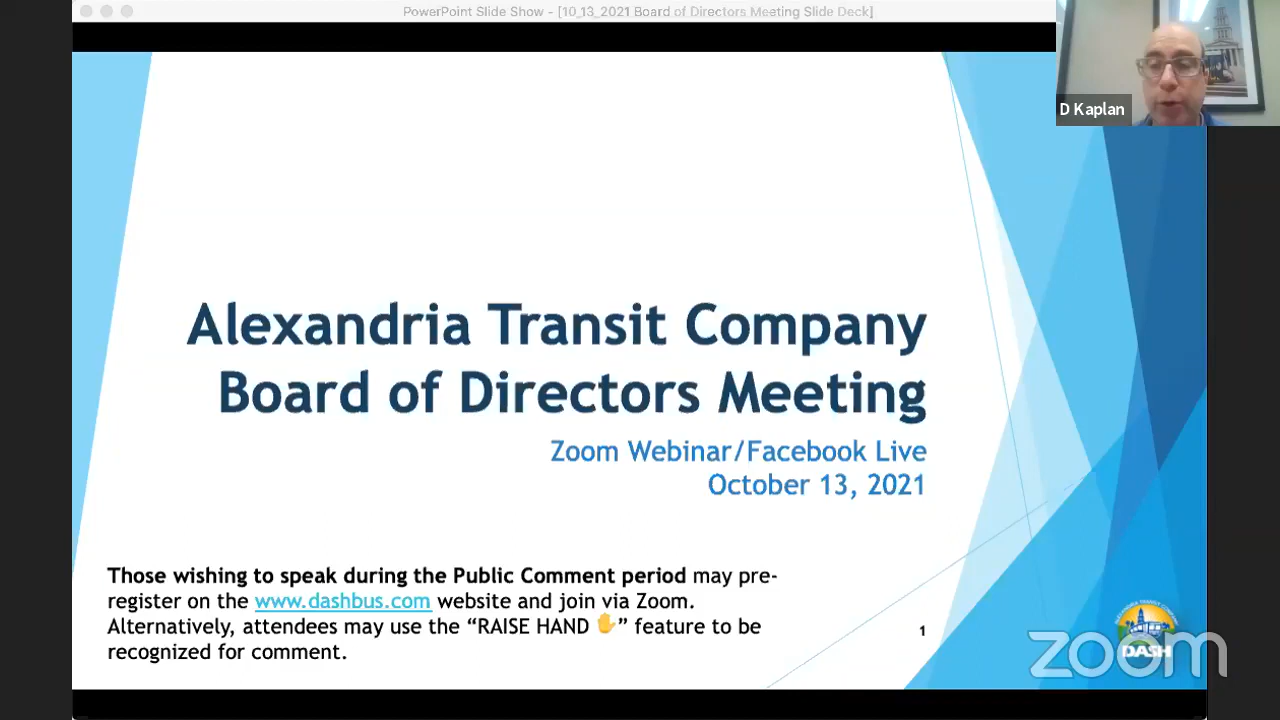 PowerPoint Slide Show - [10_13_2021 Board of Directors Meeting Slide Deck]
D Kaplan
Alexandria Transit Company
Board of Directors Meeting
Zoom Webinar/Facebook Live
October 13, 2021
Those wishing to speak during the Public Comment period may pre-
register on the www.dashbus.com website and join via Zoom.
Alternatively, attendees may use the “RAISE HAND ✋” feature to be
recognized for comment.
1
ALEXANDRIA TRANSIT COMPANY
DASH
zoom